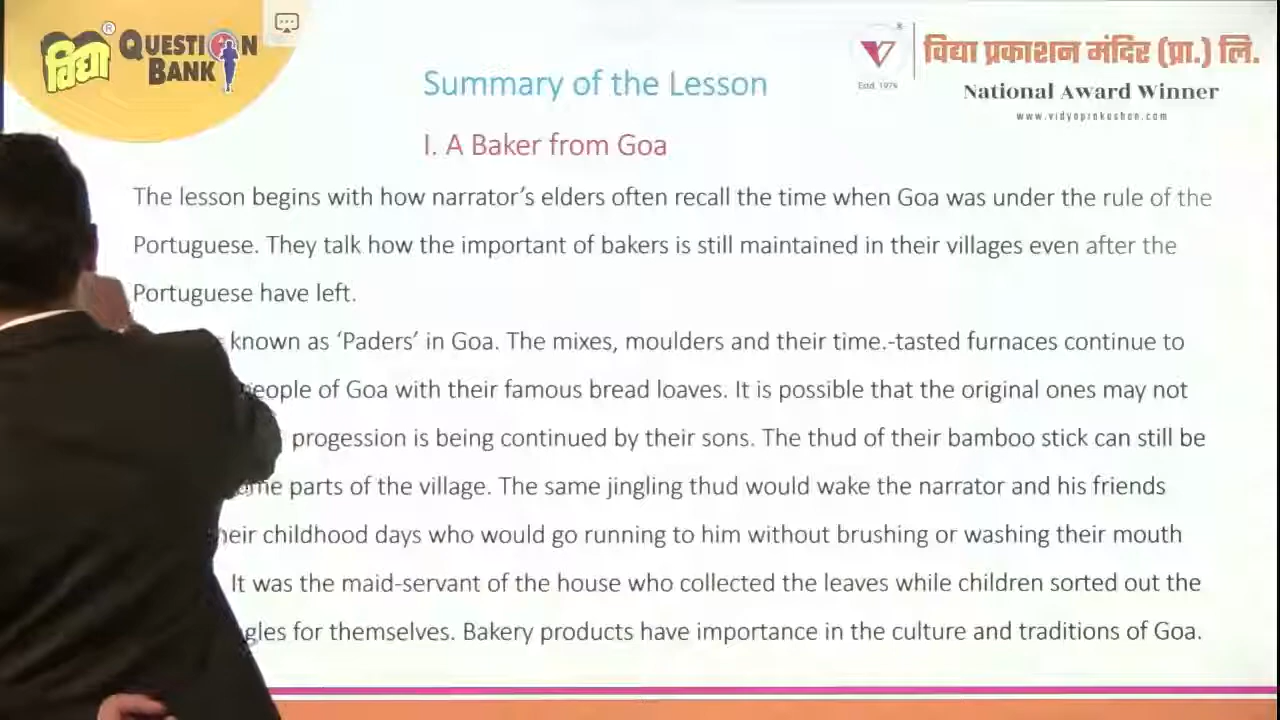 विद्या
®
QUESTION
BANK
Estd. 1976
विद्या प्रकाशन मंदिर (प्रा.) लि.
National Award Winner
www.vidyaprakashan.com
Summary of the Lesson
I. A Baker from Goa
The lesson begins with how narrator's elders often recall the time when Goa was under the rule of the
Portuguese. They talk how the important of bakers is still maintained in their villages even after the
Portuguese have left.
known as 'Paders' in Goa. The mixes, moulders and their time.-tasted furnaces continue to
eople of Goa with their famous bread loaves. It is possible that the original ones may not
progession is being continued by their sons. The thud of their bamboo stick can still be
me parts of the village. The same jingling thud would wake the narrator and his friends
heir childhood days who would go running to him without brushing or washing their mouth
It was the maid-servant of the house who collected the leaves while children sorted out the
gles for themselves. Bakery products have importance in the culture and traditions of Goa.